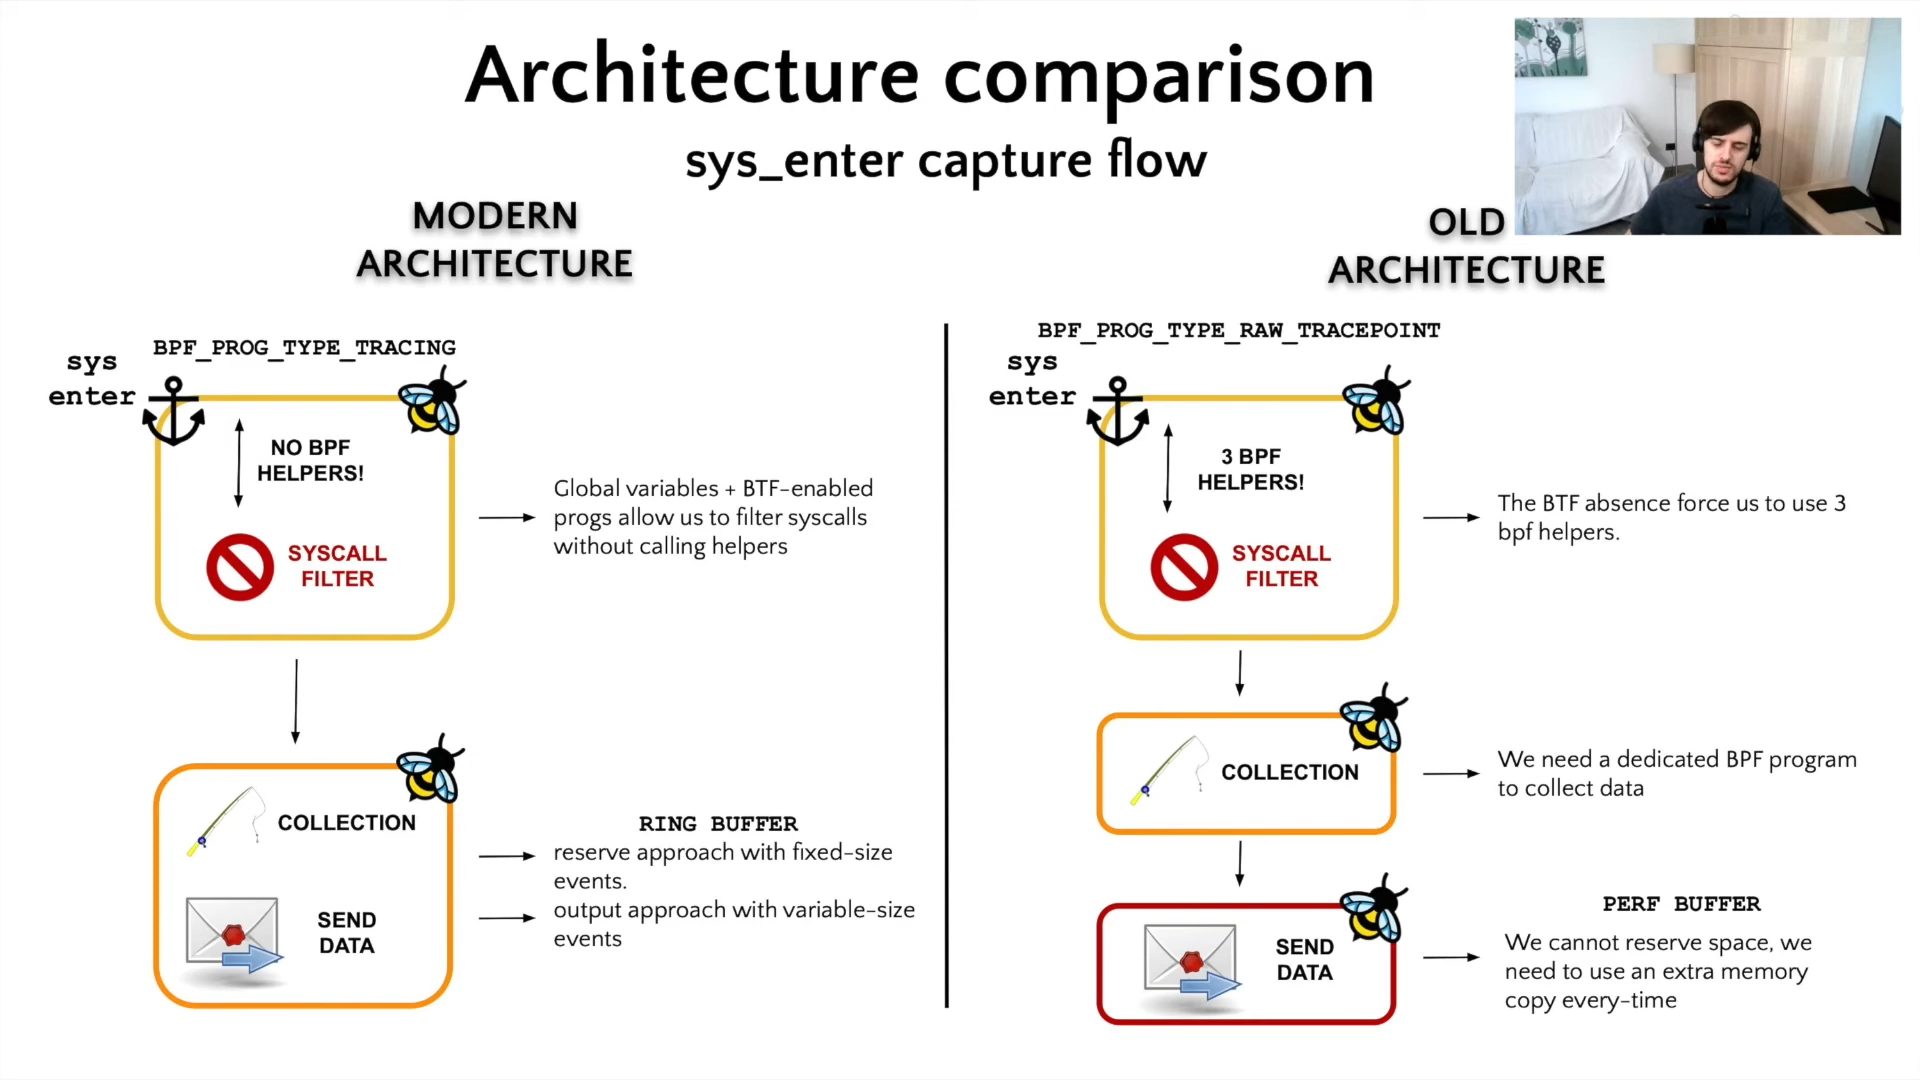 Architecture comparison
sys_enter capture flow
MODERN
ARCHITECTURE
BPF_PROG_TYPE_TRACING
sys
enter
NO BPF
HELPERS!
SYSCALL
FILTER
Global variables + BTF-enabled
progs allow us to filter syscalls
without calling helpers
COLLECTION
SEND
DATA
RING BUFFER
reserve approach with fixed-size
events.
output approach with variable-size
events
OLD
ARCHITECTURE
BPF_PROG_TYPE_RAW_TRACEPOINT
sys
enter
3 BPF
HELPERS!
SYSCALL
FILTER
The BTF absence force us to use 3
bpf helpers.
COLLECTION
We need a dedicated BPF program
to collect data
SEND
DATA
PERF BUFFER
We cannot reserve space, we
need to use an extra memory
copy every-time